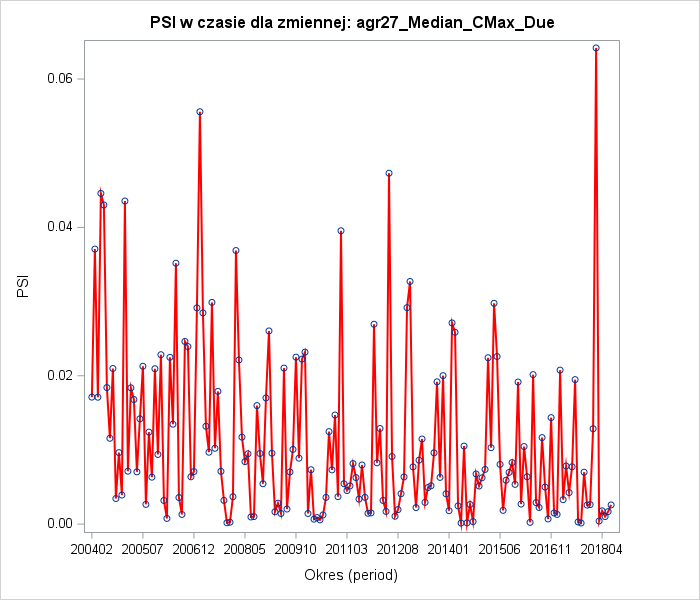 PSI w czasie dla zmiennej: agr27_Median_CMax_Due
0.06
0.04
0.02
0.00
PSI
200402 200507 200612 200805 200910 201103 201208 201401 201506 201611 201804
Okres (period)